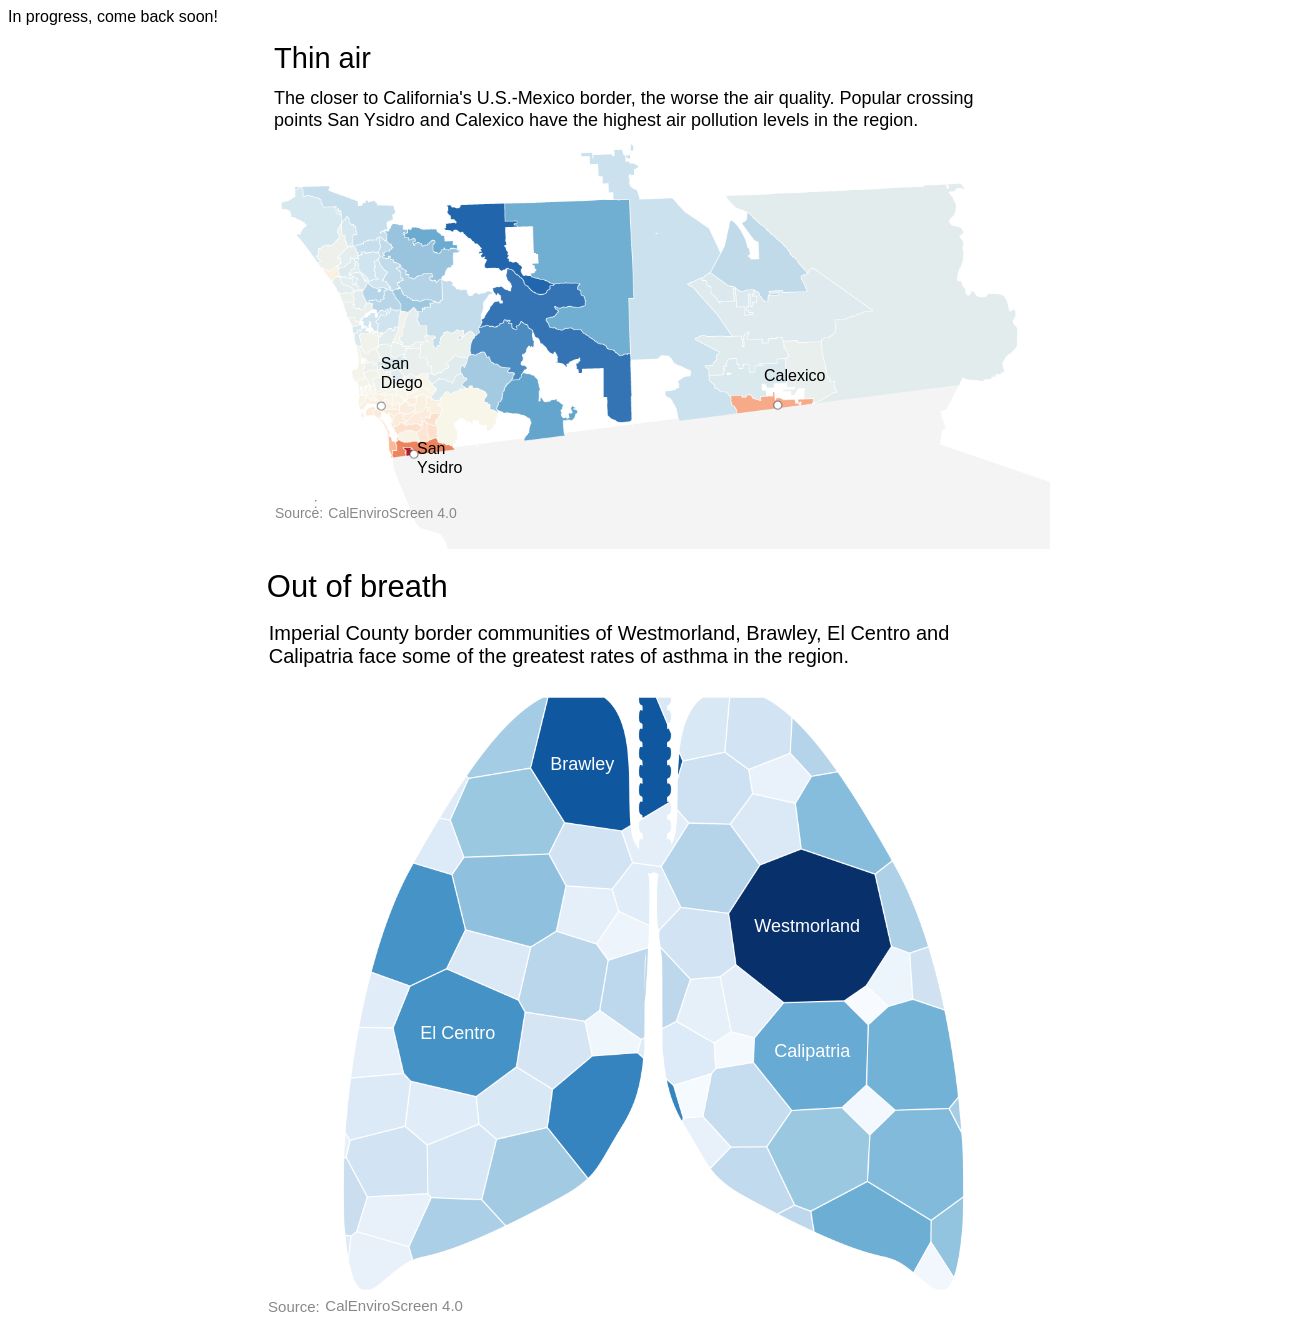 In progress, come back soon!
Thin air
The closer to California's U.S.-Mexico border, the worse the air quality. Popular crossing
points San Ysidro and Calexico have the highest air pollution levels in the region.
San
Diego
Calexico
San
Ysidro
Source: CalEnviroScreen 4.0
Out of breath
Imperial County border communities of Westmorland, Brawley, El Centro and
Calipatria face some of the greatest rates of asthma in the region.
Brawley
Westmorland
El Centro
Calipatria
Source: CalEnviroScreen 4.0